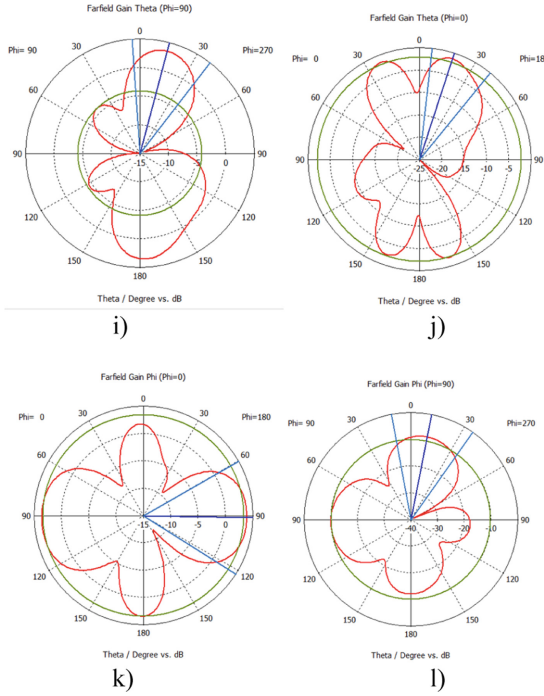 Farfield Gain Theta (Phi=90)
Phi= 90 30 0 30 Phi=270
60 60
90 -15 -10 -5 0 90
120 120
150 180 150
Theta / Degree vs. dB
i)
Farfield Gain Theta (Phi=0)
Phi= 0 30 0 30 Phi=18
60 60
90 -25 -20 -15 -10 -5 90
120 120
150 180 150
Theta / Degree vs. dB
j)
Farfield Gain Phi (Phi=0)
Phi= 0 30 0 30 Phi=180
60 60
90 -15 -10 -5 0 90
120 120
150 180 150
Theta / Degree vs. dB
k)
Farfield Gain Phi (Phi=90)
Phi= 90 30 0 30 Phi=270
60 60
90 -40 -30 -20 -10 90
120 120
150 180 150
Theta / Degree vs. dB
l)